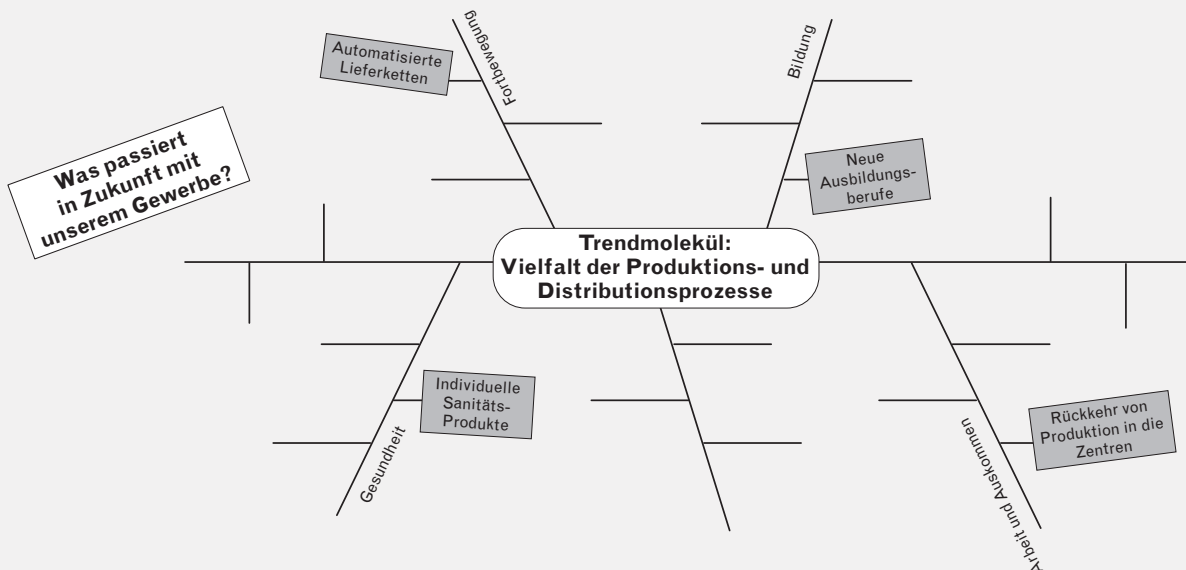 Was passiert
in Zukunft mit
unserem Gewerbe?
Automatisierte
Lieferketten
Fortbewegung
Bildung
Neue
Ausbildungs-
berufe
Trendmolekül:
Vielfalt der Produktions- und
Distributionsprozesse
Individuelle
Sanitäts-
Produkte
Gesundheit
Arbeit und Auskommen
Rückkehr von
Produktion in die
Zentren